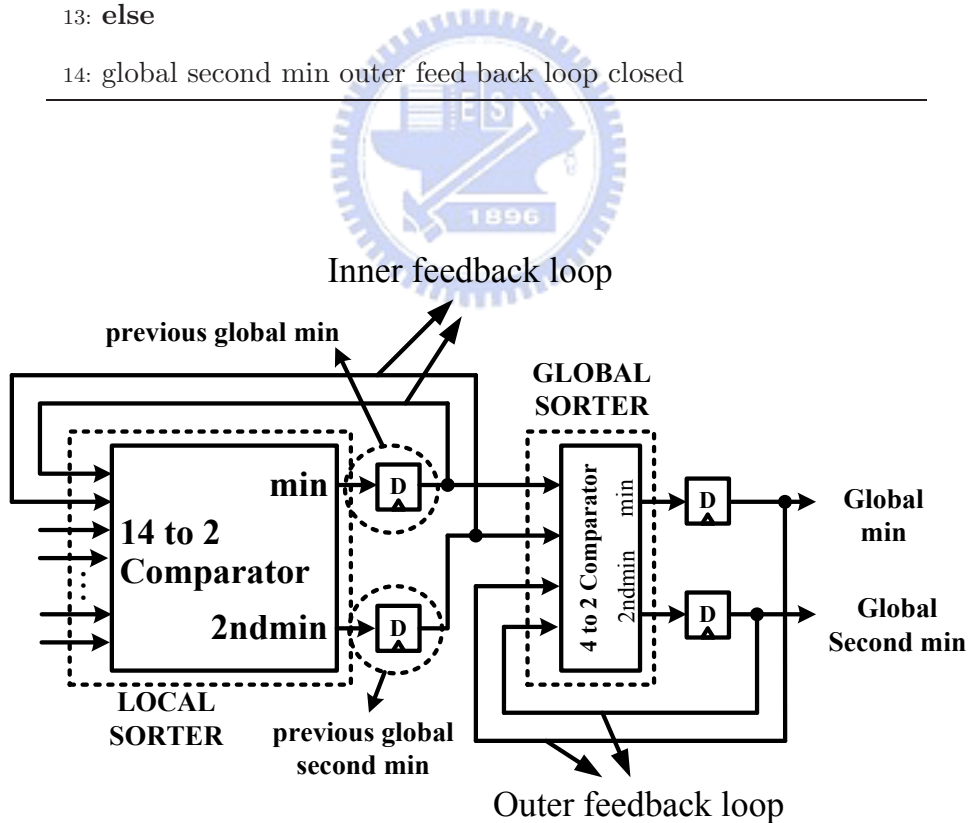 13: else
14: global second min outer feed back loop closed
E S A
1896
Inner feedback loop
previous global min
GLOBAL
SORTER
min
14 to 2
Comparator
2ndmin
D
D
LOCAL
SORTER
previous global
second min
4 to 2 Comparator
min
2ndmin
D
D
Global
min
Global
Second min
Outer feedback loop